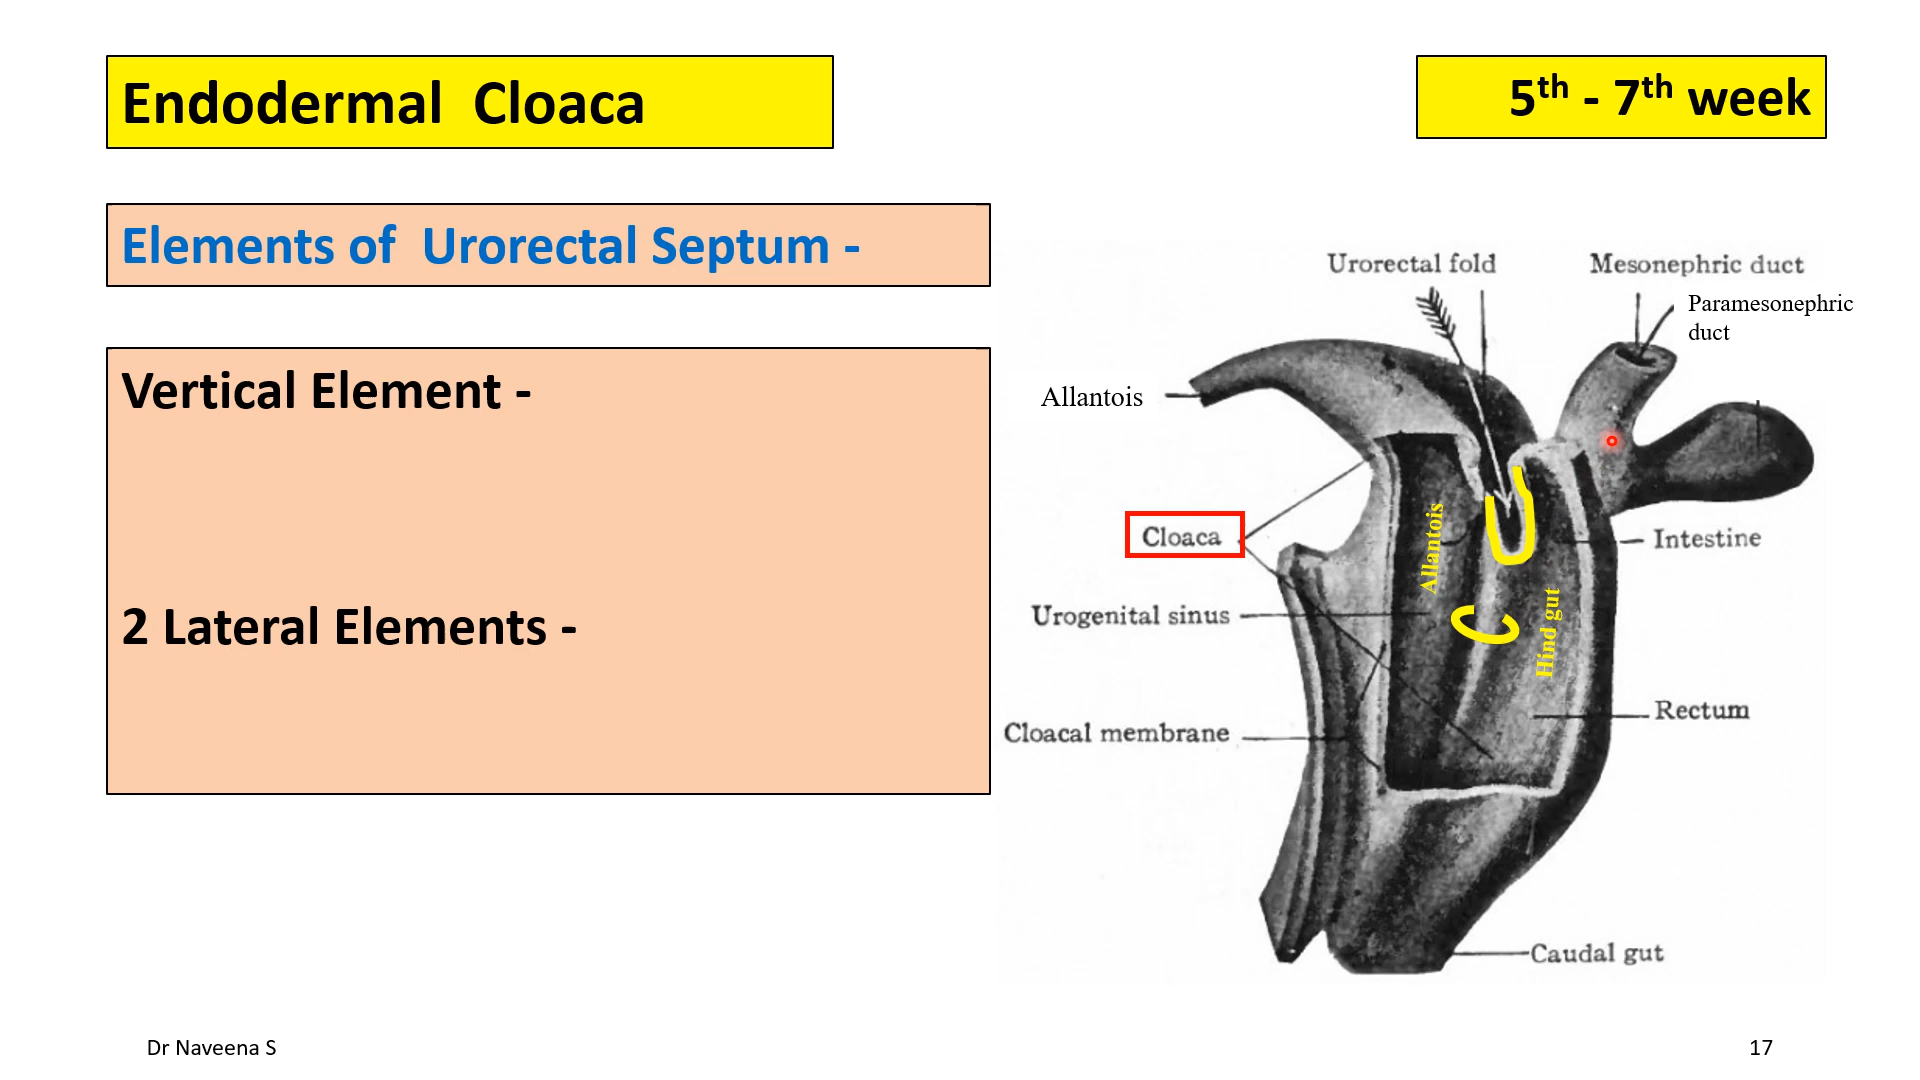 Endodermal Cloaca
5th - 7th week
Elements of Urorectal Septum -
Vertical Element -
2 Lateral Elements -
Urorectal fold
Mesonephric duct
Paramesonephric
duct
Allantois
Cloaca
Allantois
Intestine
Hind gut
Urogenital sinus
Rectum
Cloacal membrane
Caudal gut
Dr Naveena S
17